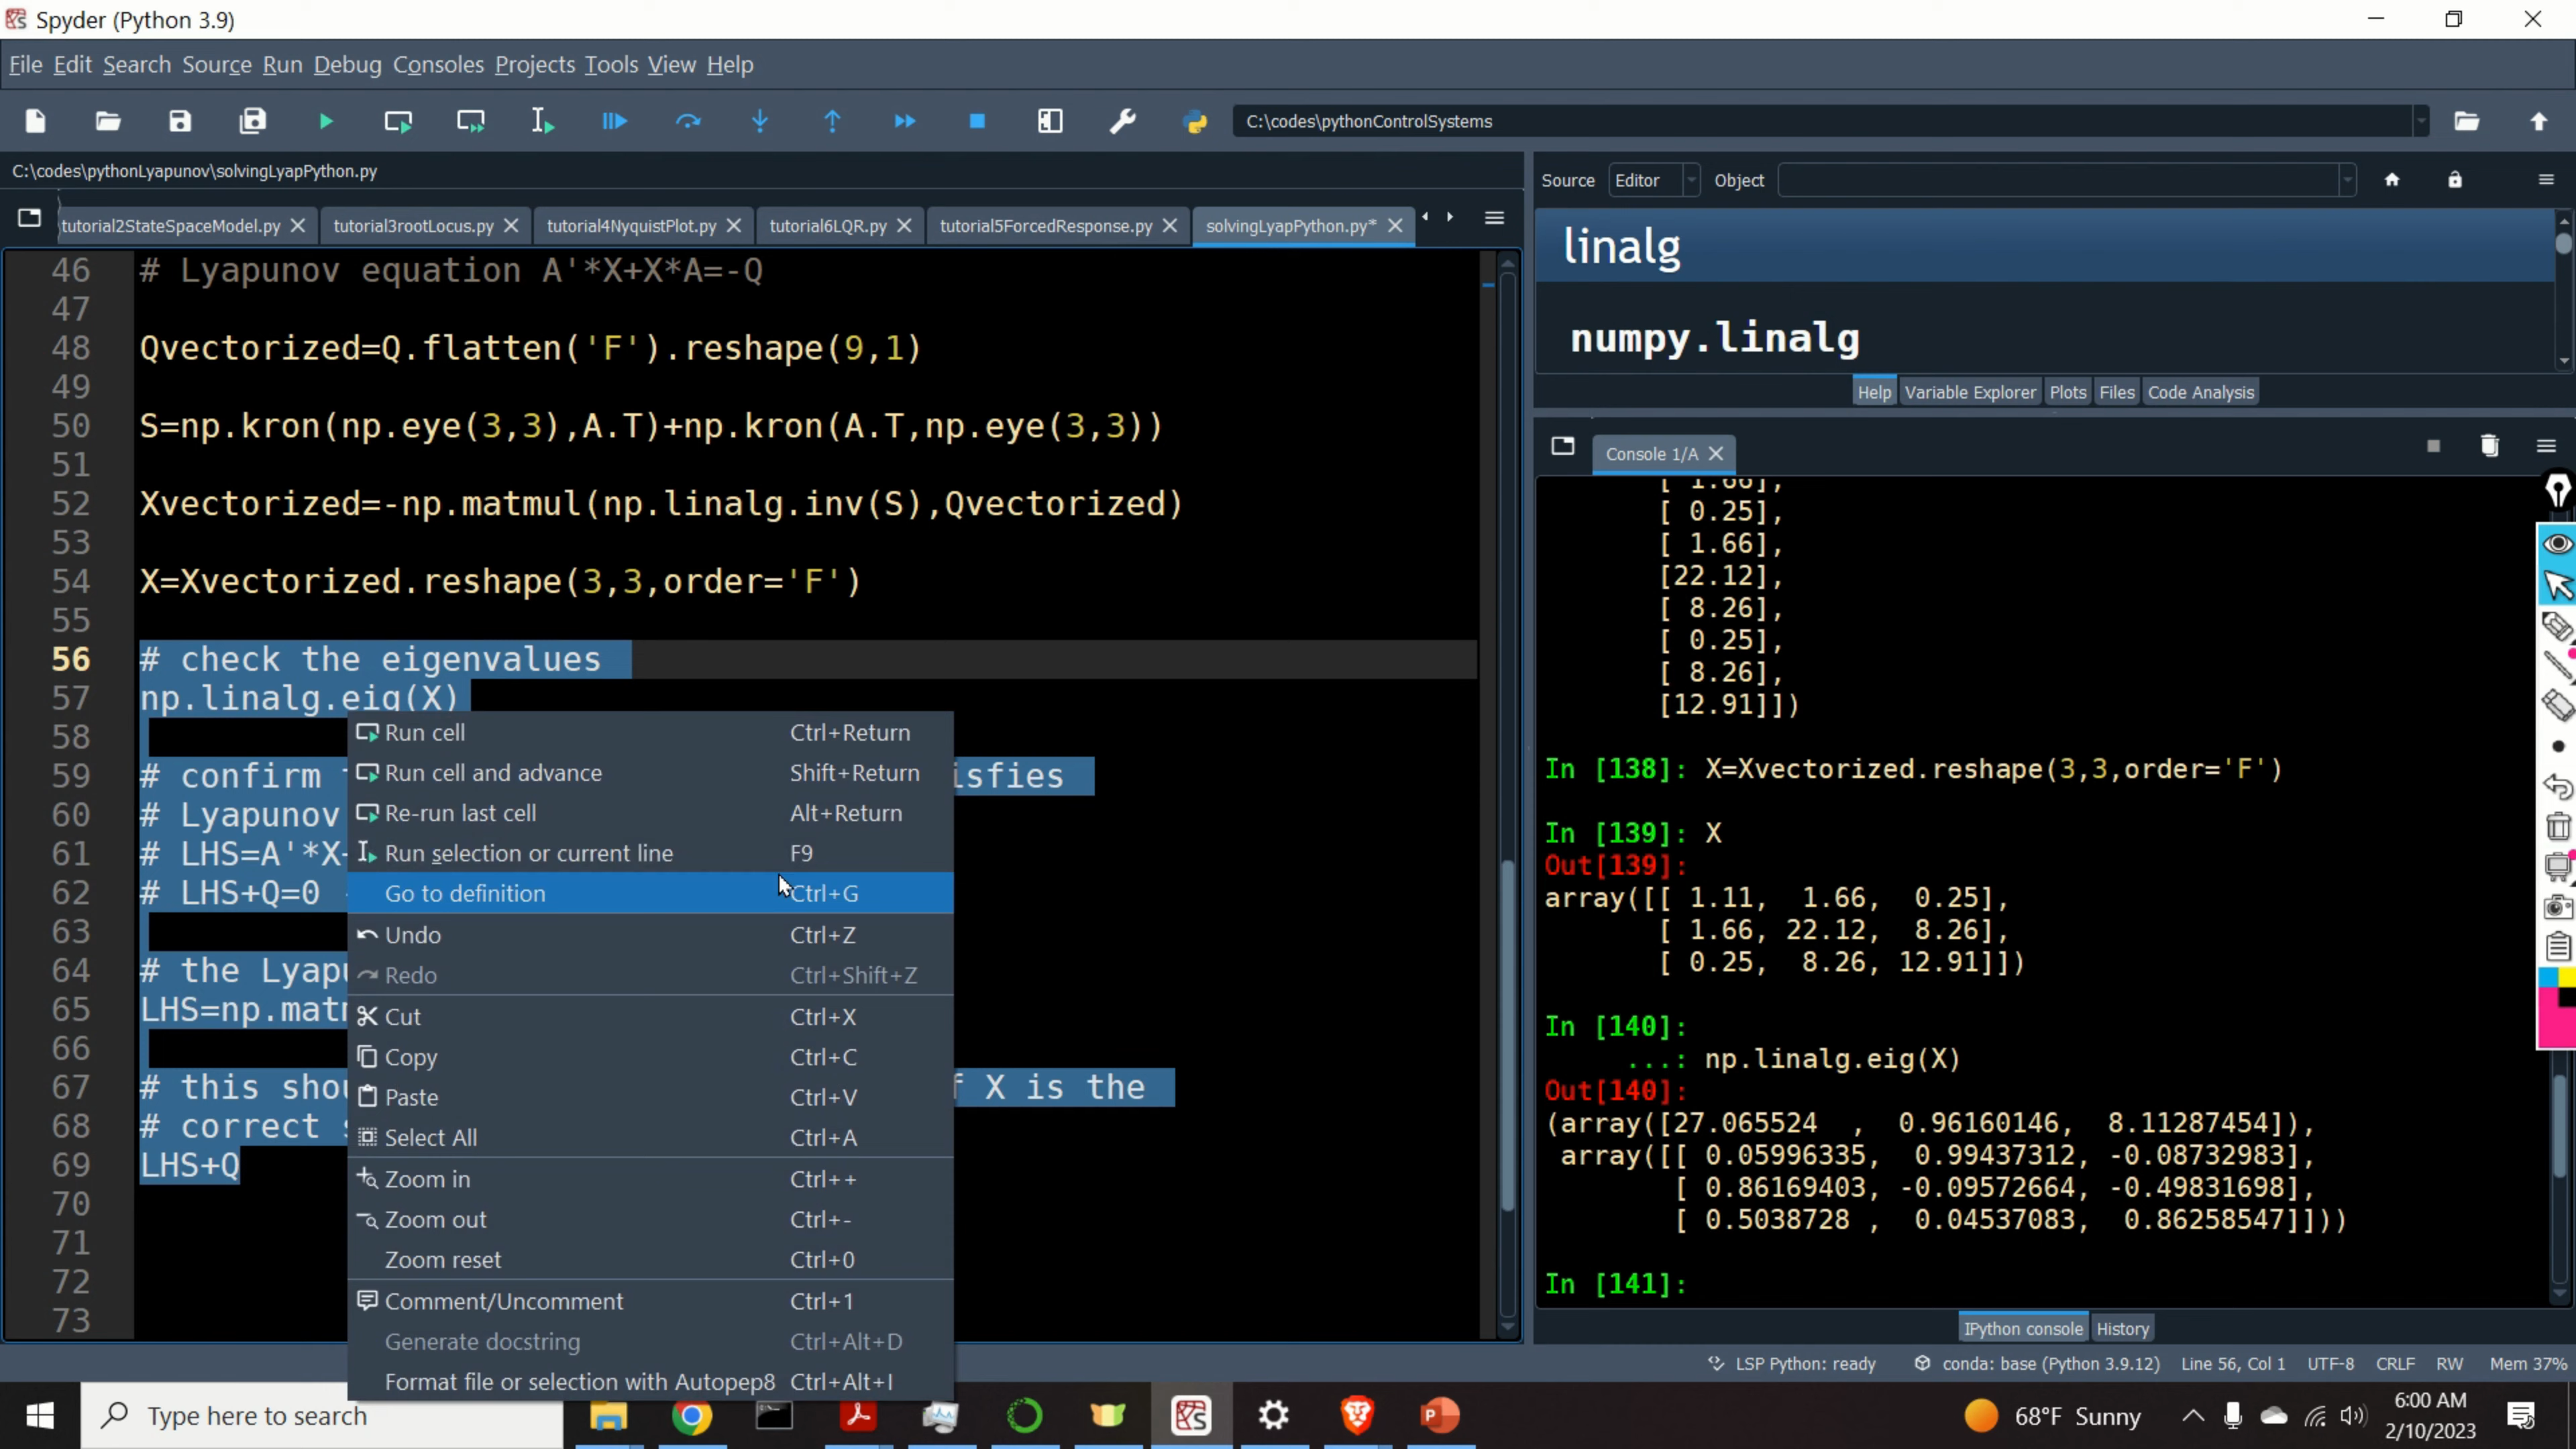 Spyder (Python 3.9)
File Edit Search Source Run Debug Consoles Projects Tools View Help
C:\codes\pythonControlSystems
C:\codes\pythonLyapunov\solvingLyapPython.py
tutorial2StateSpaceModel.py tutorial3rootLocus.py tutorial4NyquistPlot.py tutorial6LQR.py tutorial5ForcedResponse.py solvingLyapPython.py*
46 # Lyapunov equation A'*X+X*A=-Q
47
48 Qvectorized=Q.flatten('F').reshape(9,1)
49
50 S=np.kron(np.eye(3,3),A.T)+np.kron(A.T,np.eye(3,3))
51
52 Xvectorized=-np.matmul(np.linalg.inv(S),Qvectorized)
53
54 X=Xvectorized.reshape(3,3,order='F')
55
56 # check the eigenvalues
57 np.linalg.eig(X)
58
59 # confirm isfies
60 # Lyapunov
61 # LHS=A'*X
62 # LHS+Q=0
63
64 # the
65 LHS=np.
66
67 # this X is the
68 # correct
69 LHS+Q
70
71
72
73
Run cell Ctrl+Return
Run cell and advance Shift+Return
Re-run last cell Alt+Return
Run selection or current line F9
Go to definition Ctrl+G
Undo Ctrl+Z
Redo Ctrl+Shift+Z
Cut Ctrl+X
Copy Ctrl+C
Paste Ctrl+V
Select All Ctrl+A
Zoom in Ctrl++
Zoom out Ctrl+-
Zoom reset Ctrl+0
Comment/Uncomment Ctrl+1
Generate docstring Ctrl+Alt+D
Format file or selection with Autopep8 Ctrl+Alt+I
Source Editor Object
linalg
numpy.linalg
Help Variable Explorer Plots Files Code Analysis
Console 1/A
[ 1.66],
[ 0.25],
[ 1.66],
[22.12],
[ 8.26],
[ 0.25],
[ 8.26],
[12.91]])
In [138]: X=Xvectorized.reshape(3,3,order='F')
In [139]: X
Out[139]:
array([[ 1.11, 1.66, 0.25],
[ 1.66, 22.12, 8.26],
[ 0.25, 8.26, 12.91]])
In [140]:
...: np.linalg.eig(X)
Out[140]:
(array([27.065524 , 0.96160146, 8.11287454]),
array([[ 0.05996335, 0.99437312, -0.08732983],
[ 0.86169403, -0.09572664, -0.49831698],
[ 0.5038728 , 0.04537083, 0.86258547]]))
In [141]:
IPython console History
LSP Python: ready conda: base (Python 3.9.12) Line 56, Col 1 UTF-8 CRLF RW Mem 37%
Type here to search
68°F Sunny
6:00 AM
2/10/2023